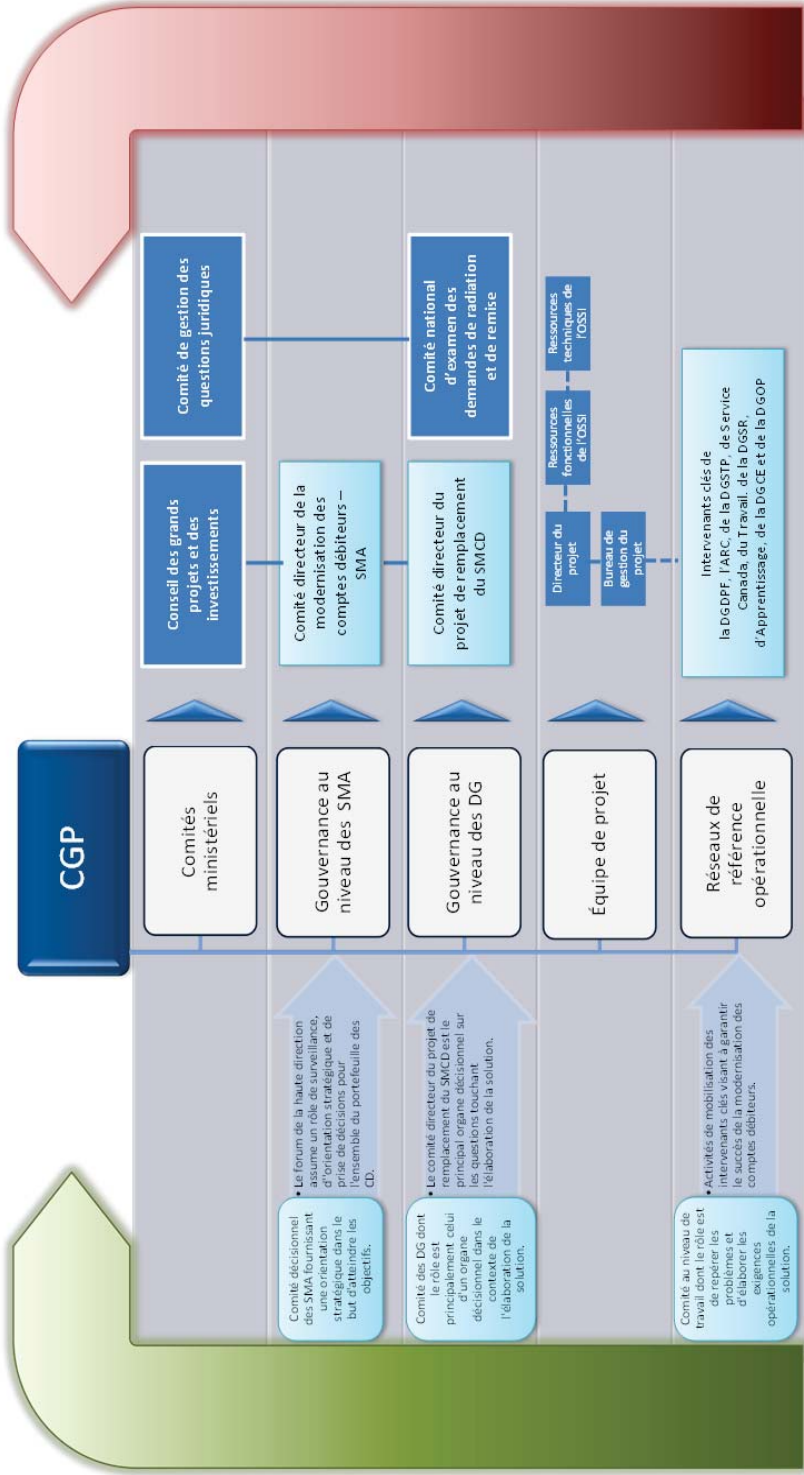 CGP
Comité décisionnel
des SMA fournissant
une orientation
stratégique dans le
but d'atteindre les
objectifs.
• Le forum de la haute direction
assume un rôle de surveillance,
d''orientation stratégique et de
prise de décisions pour
l'ensemble du portefeuille des
CD.
Comité des DG dont
le rôle est
principalement celui
d'un organe
décisionnel dans le
contexte de
l'élaboration de la
solution.
• Le comité directeur du projet de
remplacement du SMCD est le
principal organe décisionnel sur
les questions touchant
l'élaboration de la solution.
Comité au niveau de
travail dont le rôle est
de repérer les
problèmes et
d'élaborer les
exigences
opérationnelles de la
solution.
• Activités de mobilisation des
intervenants clés visant à garantir
le succès de la modernisation des
comptes débiteurs.
Comités
ministériels
Gouvernance au
niveau des SMA
Gouvernance au
niveau des DG
Équipe de projet
Réseaux de
référence
opérationnelle
Conseil des grands
projets et des
investissements
Comité de gestion des
questions juridiques
Comité directeur de la
modernisation des
comptes débiteurs –
SMA
Comité directeur du
projet de remplacement
du SMCD
Comité national
d'examen des
demandes de radiation
et de remise
Directeur du
projet
Bureau de
gestion du
projet
Ressources
fonctionnelles
de l'OSSI
Ressources
techniques de
l'OSSI
Intervenants clés de
la DGDPF, l'ARC, de la DGSTP, de Service
Canada, du Travail. de la DGSR,
d'Apprentissage, de la DGCE et de la DGOP